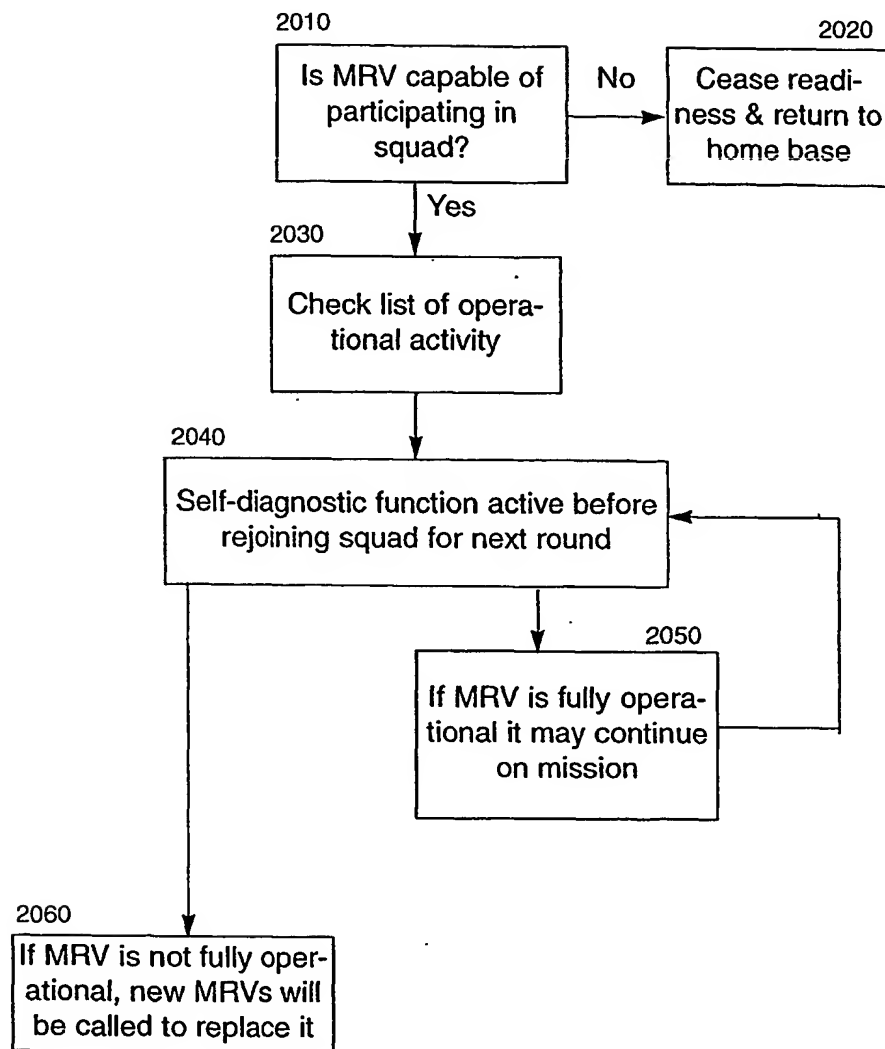 2010
Is MRV capable of
participating in
squad?
No
2020
Cease readi-
ness & return to
home base
Yes
2030
Check list of opera-
tional activity
2040
Self-diagnostic function active before
rejoining squad for next round
2050
If MRV is fully opera-
tional it may continue
on mission
2060
If MRV is not fully oper-
ational, new MRVs will
be called to replace it